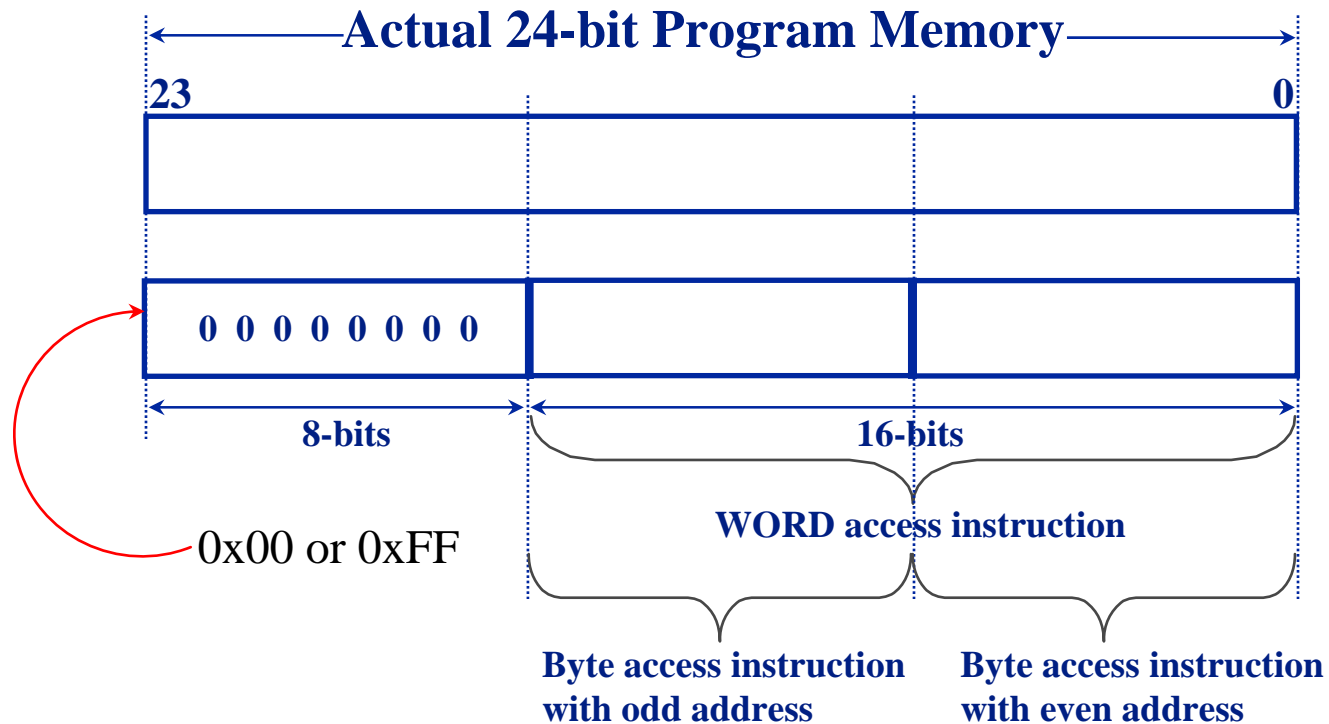 Actual 24-bit Program Memory
23 0
0 0 0 0 0 0 0 0
8-bits 16-bits
WORD access instruction
0x00 or 0xFF
Byte access instruction
with odd address
Byte access instruction
with even address